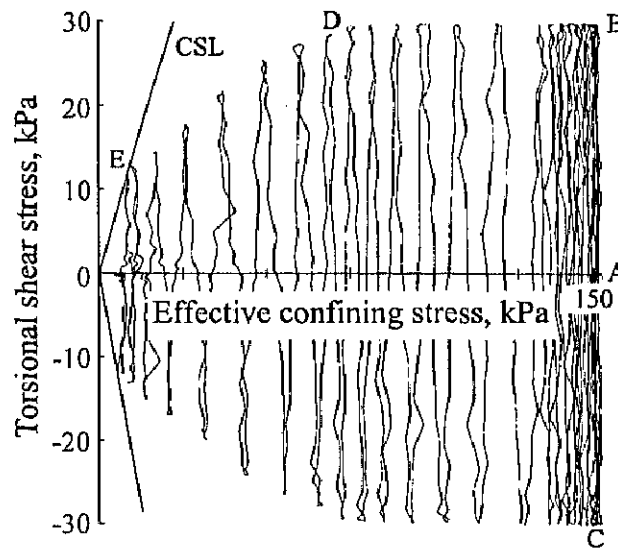 30
D
B
CSL
20
E
10
0
A
150
Effective confining stress, kPa
-10
-20
-30
C
Torsional shear stress, kPa